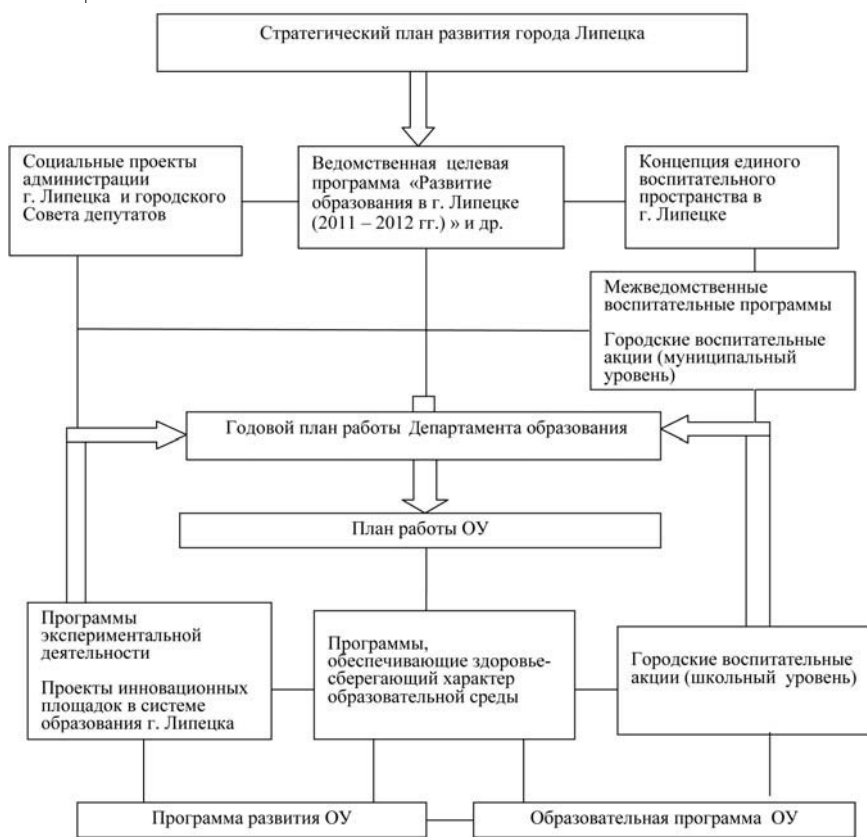 Стратегический план развития города Липецка
Социальные проекты
администрации
г. Липецка и городского
Совета депутатов
Ведомственная целевая
программа «Развитие
образования в г. Липецке
(2011 – 2012 гг.) » и др.
Концепция единого
воспитательного
пространства в
г. Липецке
Межведомственные
воспитательные программы
Городские воспитательные
акции (муниципальный
уровень)
Годовой план работы Департамента образования
План работы ОУ
Программы
экспериментальной
деятельности
Проекты инновационных
площадок в системе
образования г. Липецка
Программы,
обеспечивающие здоровье-
сберегающий характер
образовательной среды
Городские воспитательные
акции (школьный уровень)
Программа развития ОУ
Образовательная программа ОУ